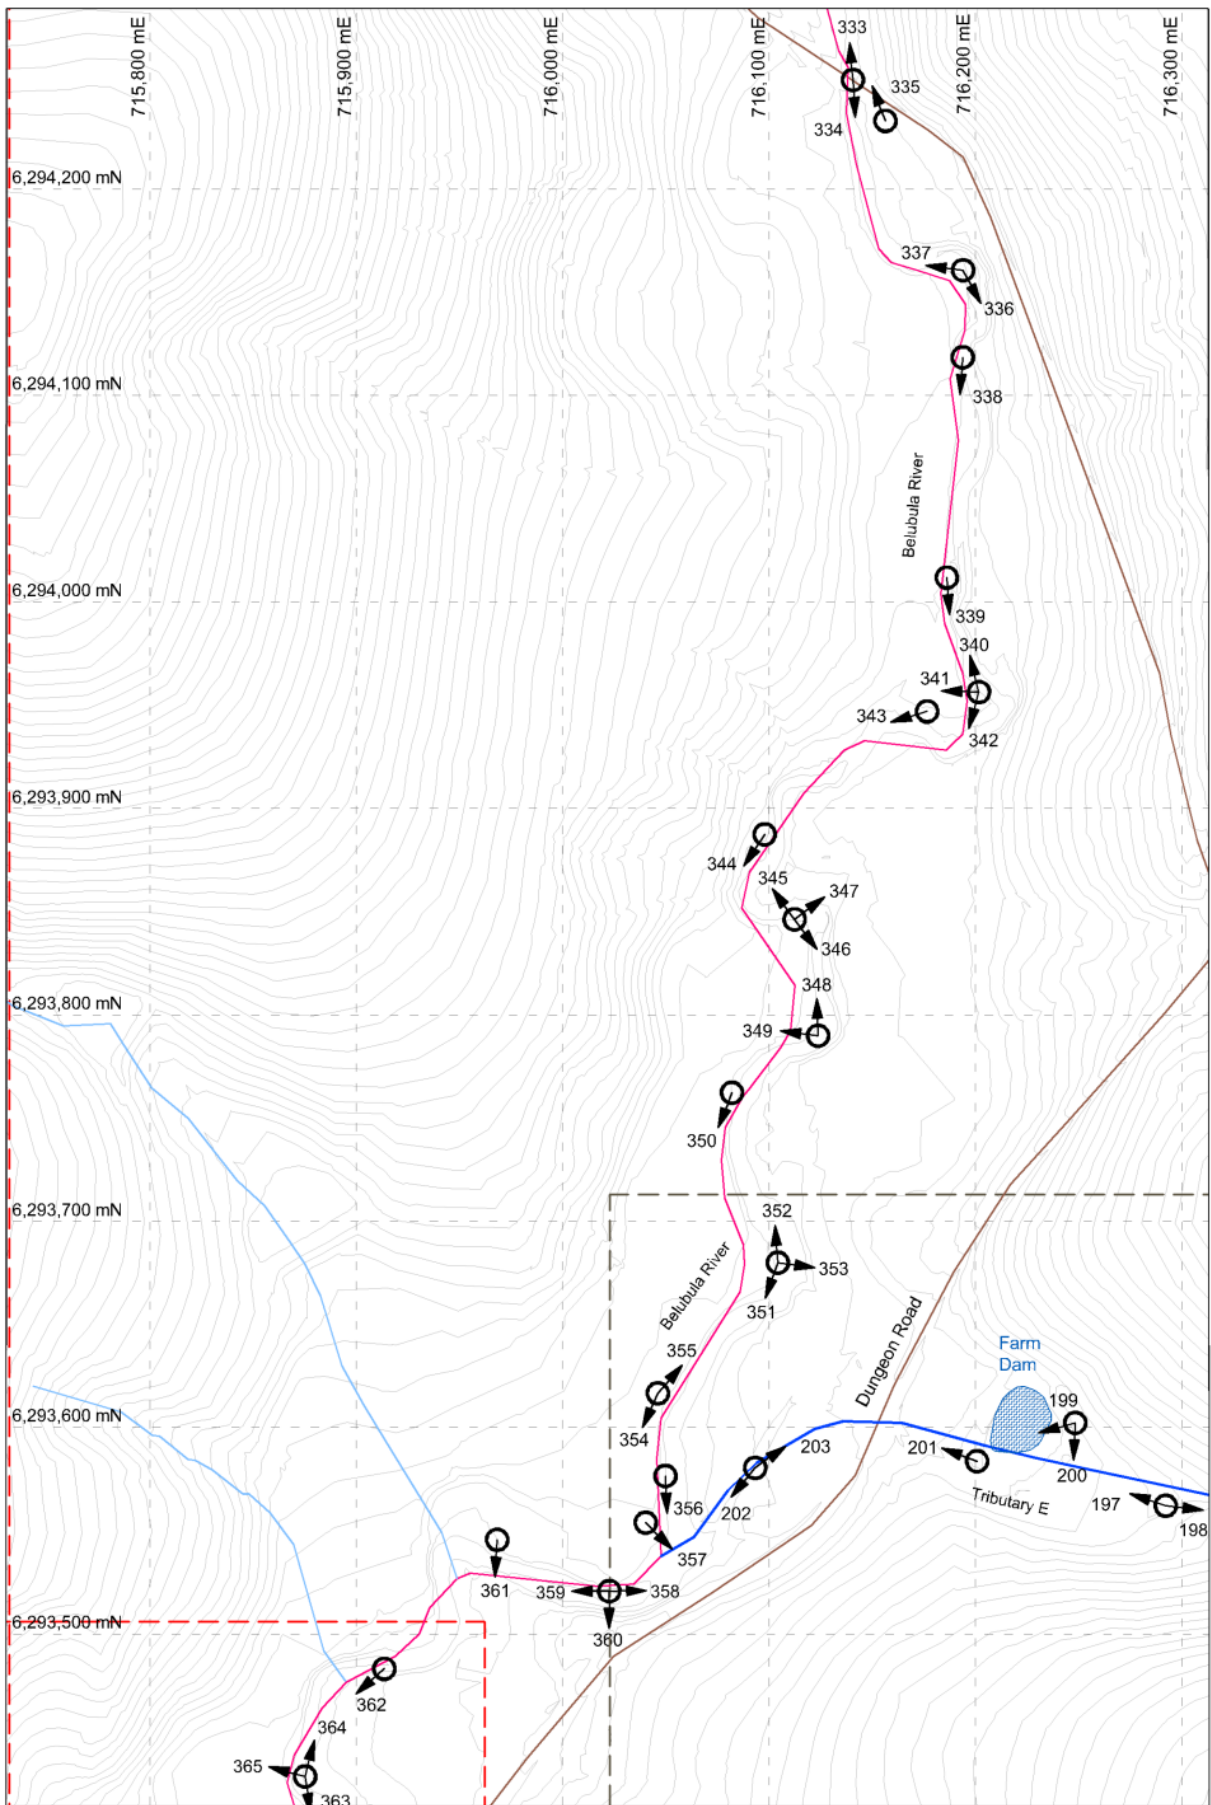 715,800 mE
715,900 mE
716,000 mE
716,100 mE
716,200 mE
716,300 mE
333
335
334
6,294,200 mN
337
336
6,294,100 mN
338
Belubula River
6,294,000 mN
339
340
341
343
342
6,293,900 mN
344
345
347
346
348
6,293,800 mN
349
350
6,293,700 mN
352
353
351
Belubula River
355
Dungeon Road
Farm
Dam
199
6,293,600 mN
354
203
201
200
356
202
Tributary E
197
198
357
361
359
358
6,293,500 mN
360
362
364
365
363